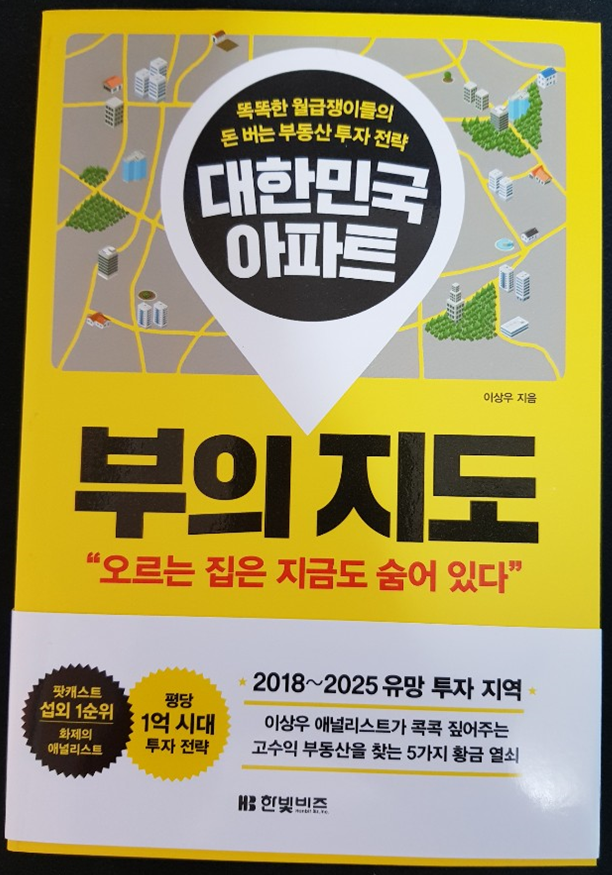 똑똑한 월급쟁이들의
돈 버는 부동산 투자 전략
대한민국
아파트
이상우 지음
부의 지도
“오르는 집은 지금도 숨어 있다”
팟캐스트
섭외 1순위
화제의
애널리스트
평당
1억 시대
투자 전략
2018~2025 유망 투자 지역
이상우 애널리스트가 콕콕 짚어주는
고수익 부동산을 찾는 5가지 황금 열쇠
HB 한빛비즈